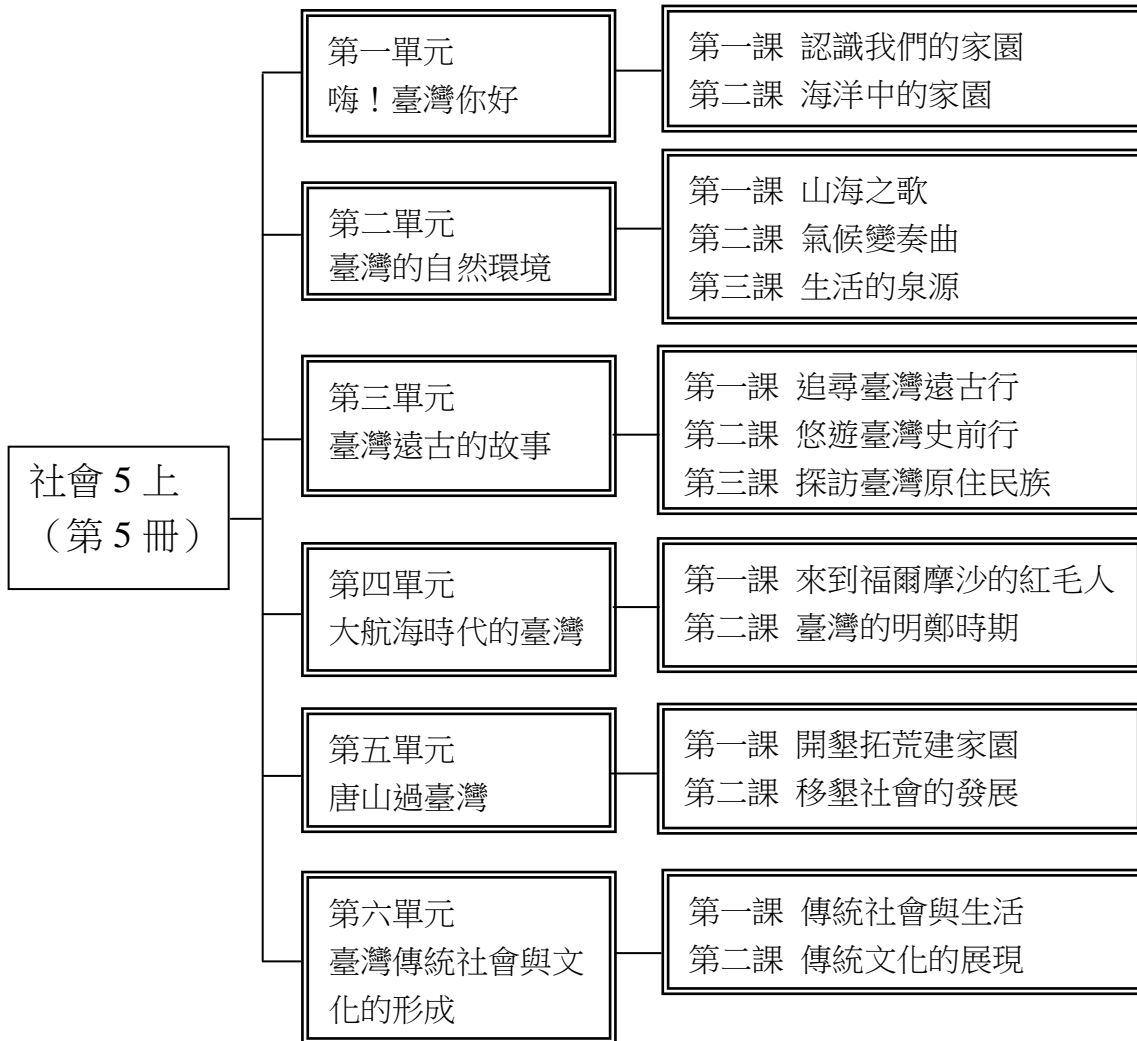 社會 5 上
（第 5 冊）
第一單元
嗨！臺灣你好
第一課 認識我們的家園
第二課 海洋中的家園
第二單元
臺灣的自然環境
第一課 山海之歌
第二課 氣候變奏曲
第三課 生活的泉源
第三單元
臺灣遠古的故事
第一課 追尋臺灣遠古行
第二課 悠遊臺灣史前行
第三課 探訪臺灣原住民族
第四單元
大航海時代的臺灣
第一課 來到福爾摩沙的紅毛人
第二課 臺灣的明鄭時期
第五單元
唐山過臺灣
第一課 開墾拓荒建家園
第二課 移墾社會的發展
第六單元
臺灣傳統社會與文
化的形成
第一課 傳統社會與生活
第二課 傳統文化的展現